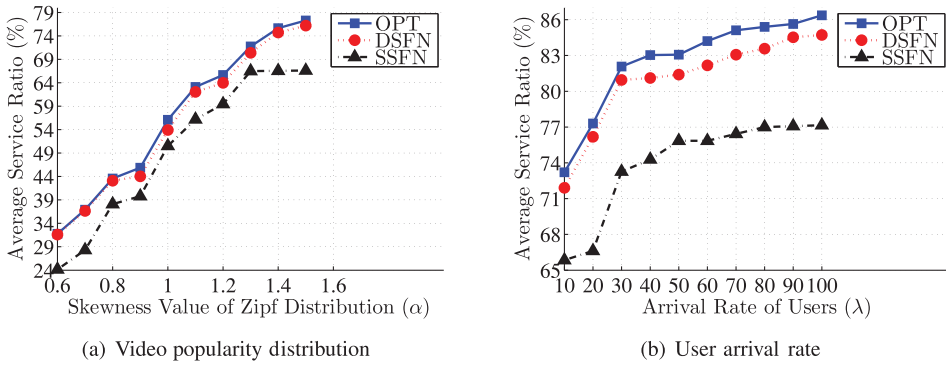 79
74
69
64
59
54
49
44
39
34
29
24
Average Service Ratio (%)
0.6 0.8 1 1.2 1.4 1.6
Skewness Value of Zipf Distribution (α)
OPT
DSFN
SSFN
(a) Video popularity distribution
86
83
80
77
74
71
68
65
Average Service Ratio (%)
10 20 30 40 50 60 70 80 90 100
Arrival Rate of Users (λ)
OPT
DSFN
SSFN
(b) User arrival rate